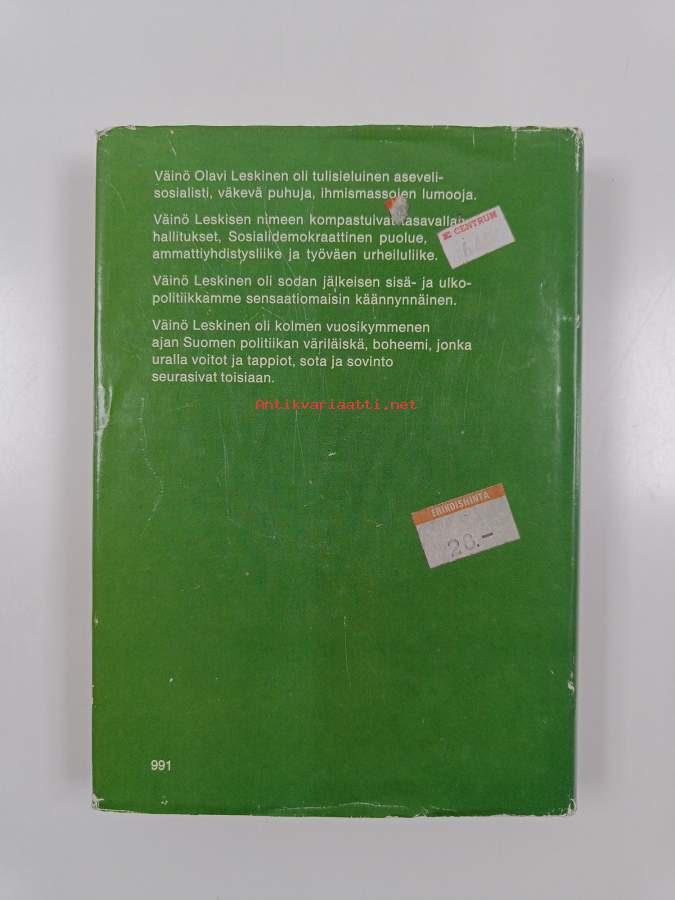 Väinö Olavi Leskinen oli tulisieluinen aseveli-
sosialisti, väkevä puhuja, ihmismassojen lumooja.
Väinö Leskisen nimeen kompastuivat tasavallan
hallitukset, Sosialidemokraattinen puolue,
ammattiyhdistysliike ja työväen urheiluliike.
CENTRUM
Väinö Leskinen oli sodan jälkeisen sisä- ja ulko-
politiikkamme sensaatiomaisin käännynnäinen.
Väinö Leskinen oli kolmen vuosikymmenen
ajan Suomen politiikan väriläiskä, boheemi, jonka
uralla voitot ja tappiot, sota ja sovinto
seurasivat toisiaan.
Antikvariaatti.net
ERIKOISHINTA
26.-
991